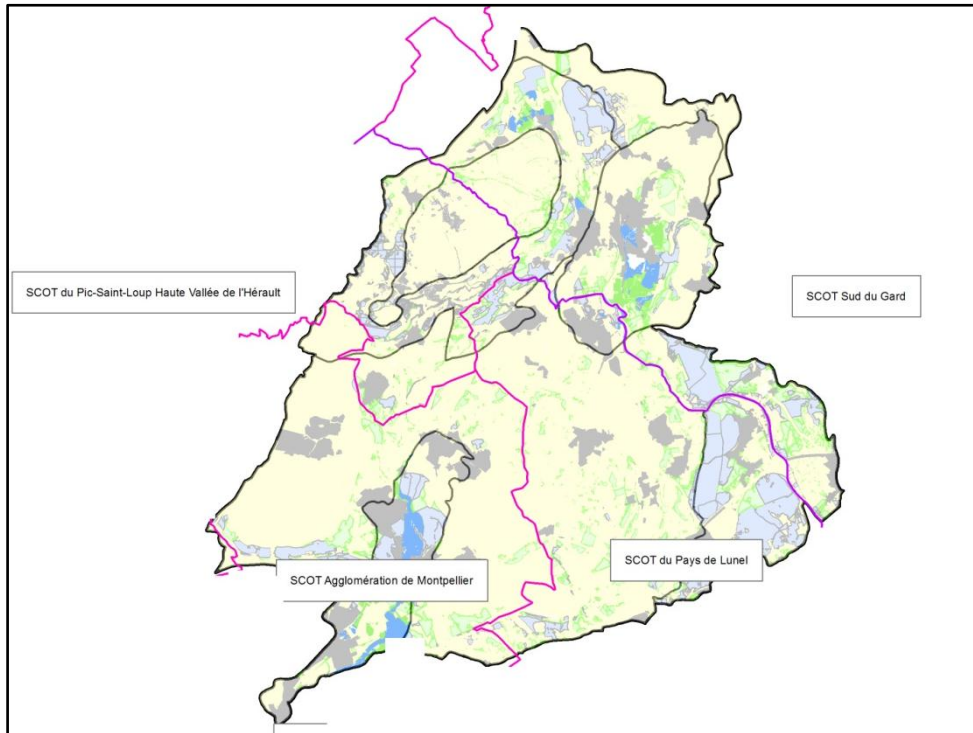 SCOT du Pic-Saint-Loup Haute Vallée de l'Hérault
SCOT Sud du Gard
SCOT du Pays de Lunel
SCOT Agglomération de Montpellier